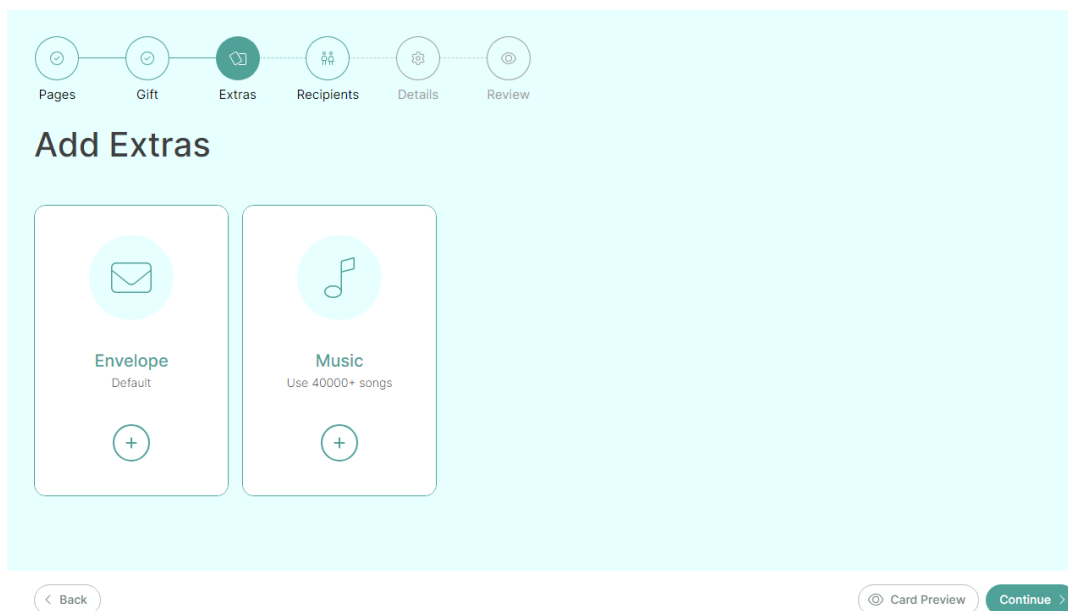 Pages Gift Extras Recipients Details Review
Add Extras
Envelope
Default
Music
Use 40000+ songs
Back
Card Preview
Continue